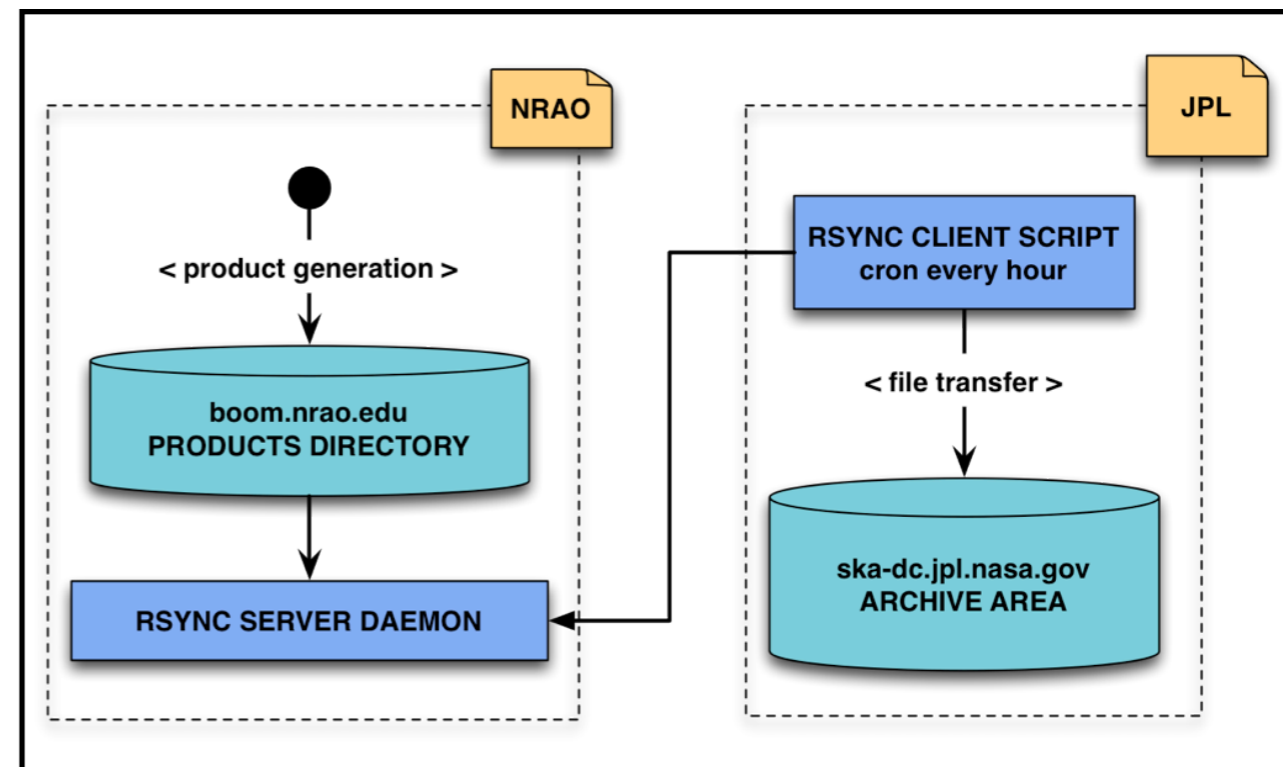 NRAO
< product generation >
boom.nrao.edu
PRODUCTS DIRECTORY
RSYNC SERVER DAEMON
JPL
RSYNC CLIENT SCRIPT
cron every hour
< file transfer >
ska-dc.jpl.nasa.gov
ARCHIVE AREA